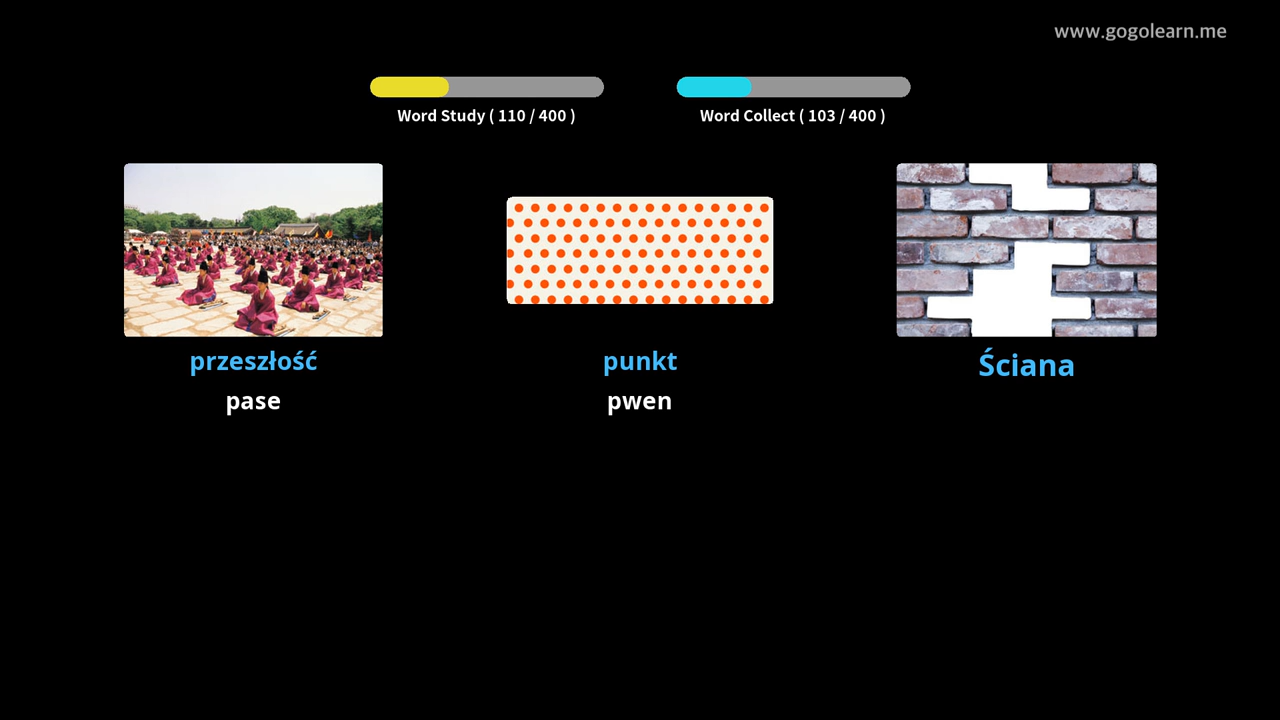 www.gogolearn.me
Word Study ( 110 / 400 )
Word Collect ( 103 / 400 )
przeszłość
punkt
Ściana
pase
pwen